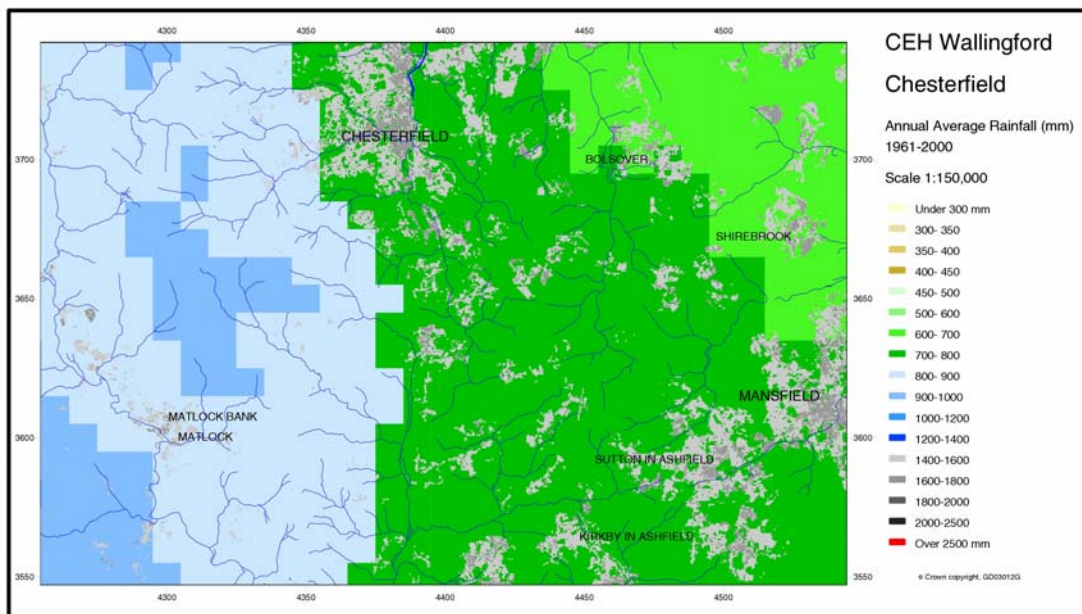 4300 4350 4400 4450 4500
CEH Wallingford
Chesterfield
Annual Average Rainfall (mm)
1961-2000
Scale 1:150,000
Under 300 mm
300- 350
350- 400
400- 450
450- 500
500- 600
600- 700
700- 800
800- 900
900-1000
1000-1200
1200-1400
1400-1600
1600-1800
1800-2000
2000-2500
Over 2500 mm
© Crown copyright, GD03012G
CHESTERFIELD
3700 3700
BOLSOVER
SHIREBROOK
3650 3650
MANSFIELD
MATLOCK BANK
3600 MATLOCK 3600
SUTTON IN ASHFIELD
KIRKBY IN ASHFIELD
3550 3550
4300 4350 4400 4450 4500